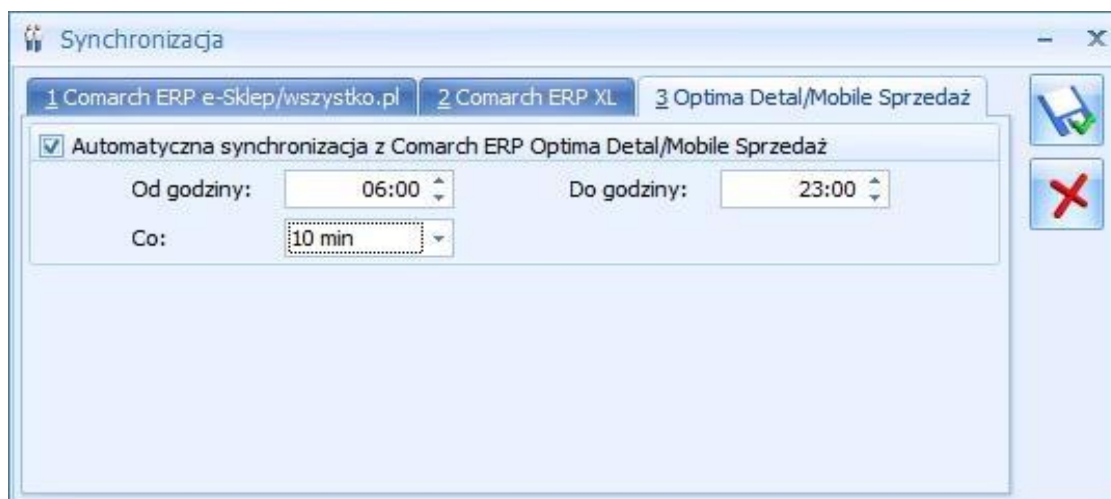 Synchronizacja
1 Comarch ERP e-Sklep/wszystko.pl 2 Comarch ERP XL 3 Optima Detal/Mobile Sprzedaż
Automatyczna synchronizacja z Comarch ERP Optima Detal/Mobile Sprzedaż
Od godziny: 06:00 Do godziny: 23:00
Co: 10 min